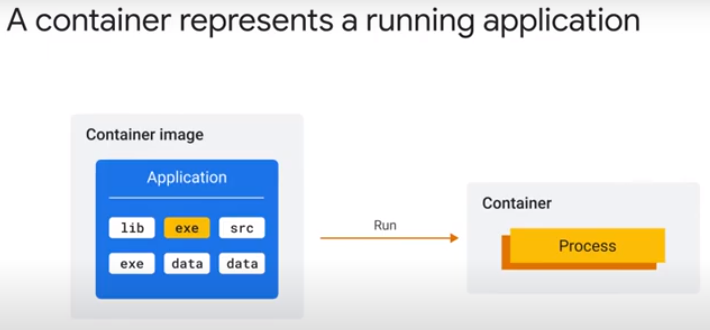 A container represents a running application
Container image
Application
lib exe src
exe data data
Run
Container
Process